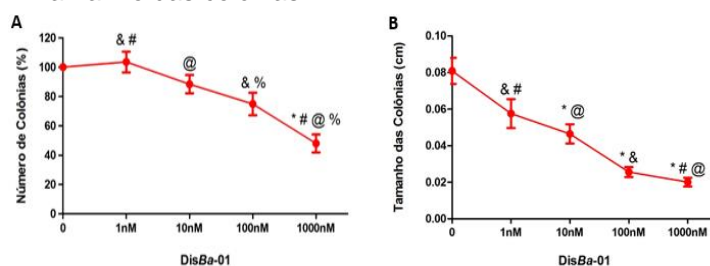 A
Número de Colônias (%)
120
100
80
60
40
20
0
& #
@
& %
* # @ %
0 1nM 10nM 100nM 1000nM
DisBa-01
B
Tamanho das Colônias (cm)
0.08
0.06
0.04
0.02
0.00
& #
* @
* &
* # @
0 1nM 10nM 100nM 1000nM
DisBa-01